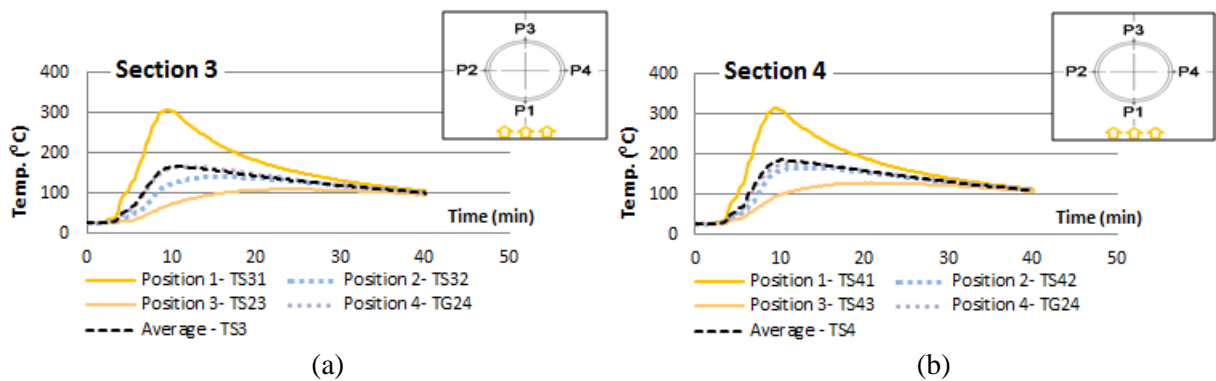 Section 3
P3
P2
P4
P1
Temp. (⁰C)
400
300
200
100
0
0
10
20
30
40
50
Time (min)
Position 1- TS31
Position 2- TS32
Position 3- TS23
Position 4- TG24
Average - TS3
(a)
Section 4
P3
P2
P4
P1
Temp. (⁰C)
400
300
200
100
0
0
10
20
30
40
50
Time (min)
Position 1- TS41
Position 2- TS42
Position 3- TS43
Position 4- TG24
Average - TS4
(b)